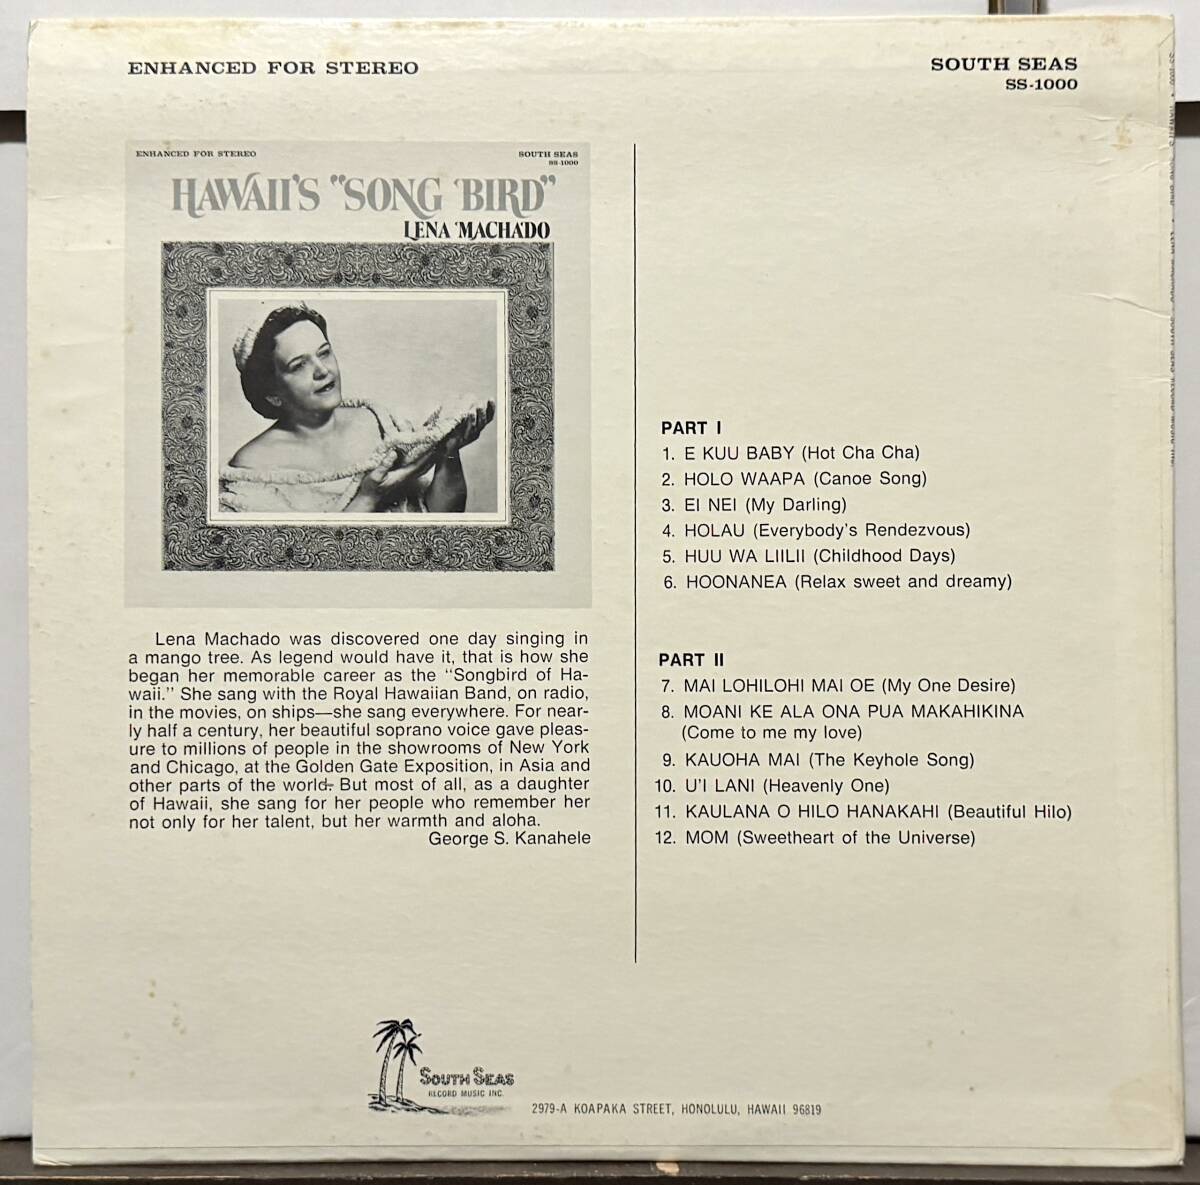 ENHANCED FOR STEREO
SOUTH SEAS
SS-1000
ENHANCED FOR STEREO
SOUTH SEAS
SS-1000
HAWAII'S "SONG BIRD"
LENA MACHADO
Lena Machado was discovered one day singing in
a mango tree. As legend would have it, that is how she
began her memorable career as the "Songbird of Ha-
waii." She sang with the Royal Hawaiian Band, on radio,
in the movies, on ships—she sang everywhere. For near-
ly half a century, her beautiful soprano voice gave pleas-
ure to millions of people in the showrooms of New York
and Chicago, at the Golden Gate Exposition, in Asia and
other parts of the world. But most of all, as a daughter
of Hawaii, she sang for her people who remember her
not only for her talent, but her warmth and aloha.
George S. Kanahele
PART I
1. E KUU BABY (Hot Cha Cha)
2. HOLO WAAPA (Canoe Song)
3. EI NEI (My Darling)
4. HOLAU (Everybody's Rendezvous)
5. HUU WA LIILII (Childhood Days)
6. HOONANEA (Relax sweet and dreamy)
PART II
7. MAI LOHILOHI MAI OE (My One Desire)
8. MOANI KE ALA ONA PUA MAKAHIKINA
(Come to me my love)
9. KAUOHA MAI (The Keyhole Song)
10. U'I LANI (Heavenly One)
11. KAULANA O HILO HANAKAHI (Beautiful Hilo)
12. MOM (Sweetheart of the Universe)
SOUTH SEAS
RECORD MUSIC INC.
2979-A KOAPAKA STREET, HONOLULU, HAWAII 96819